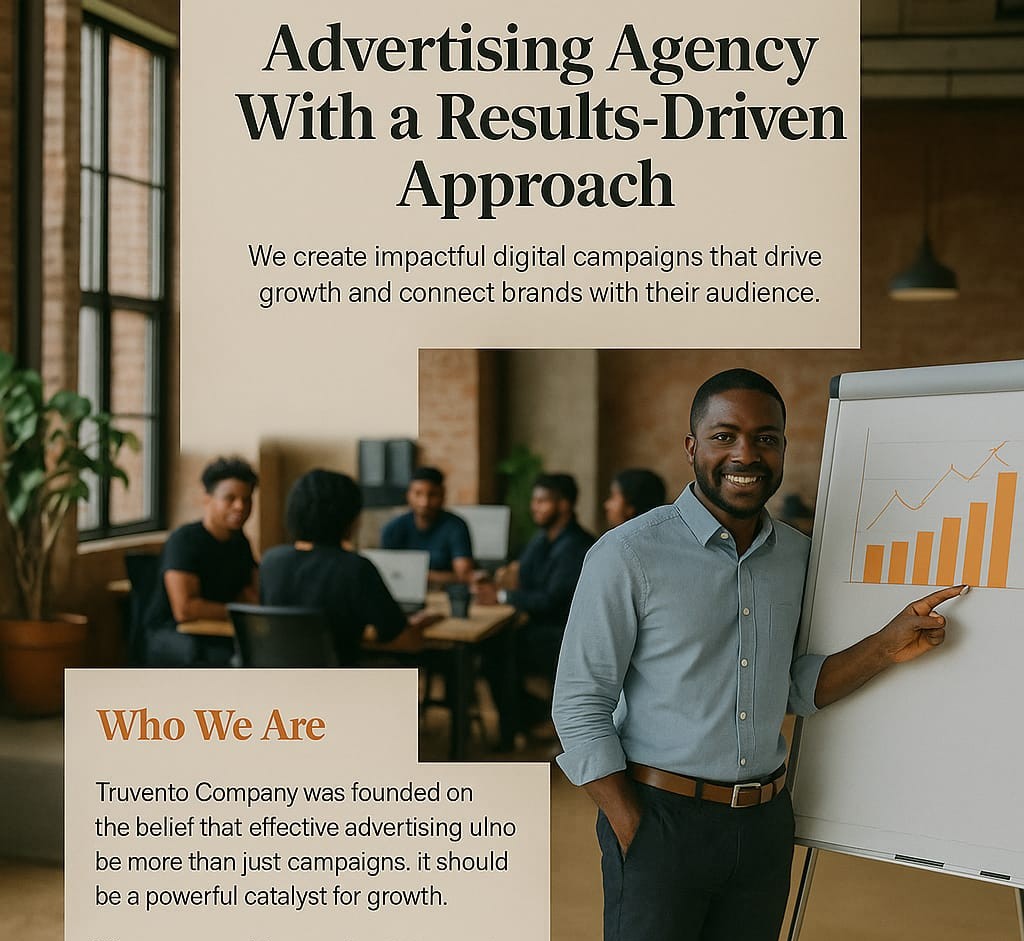 Advertising Agency
With a Results-Driven
Approach
We create impactful digital campaigns that drive
growth and connect brands with their audience.
Who We Are
Truvento Company was founded on
the belief that effective advertising ulno
be more than just campaigns. it should
be a powerful catalyst for growth.